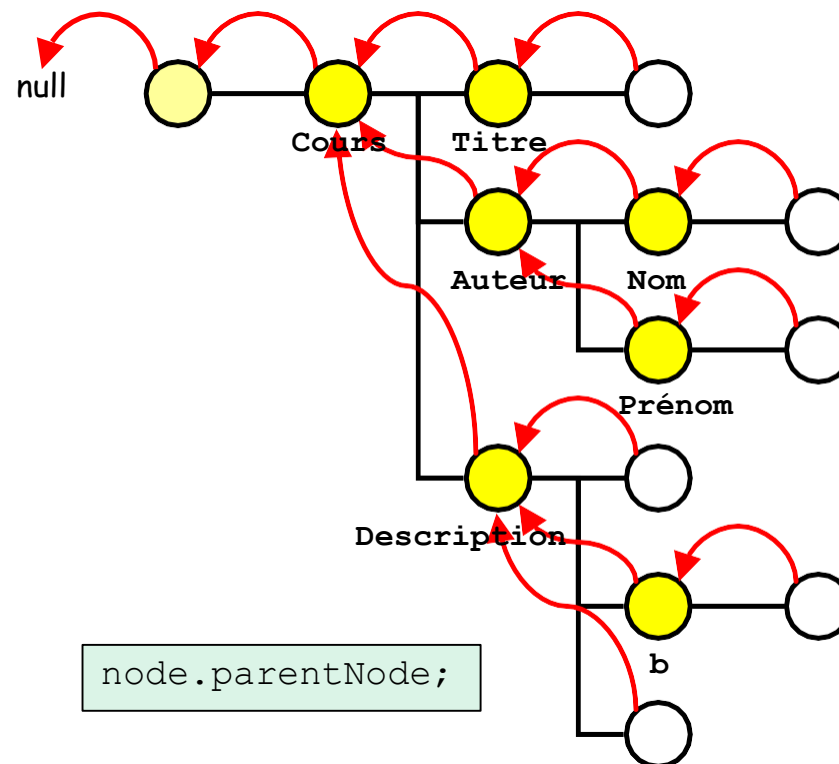 null
Cours
Titre
Auteur
Nom
Prénom
Description
b
node.parentNode;